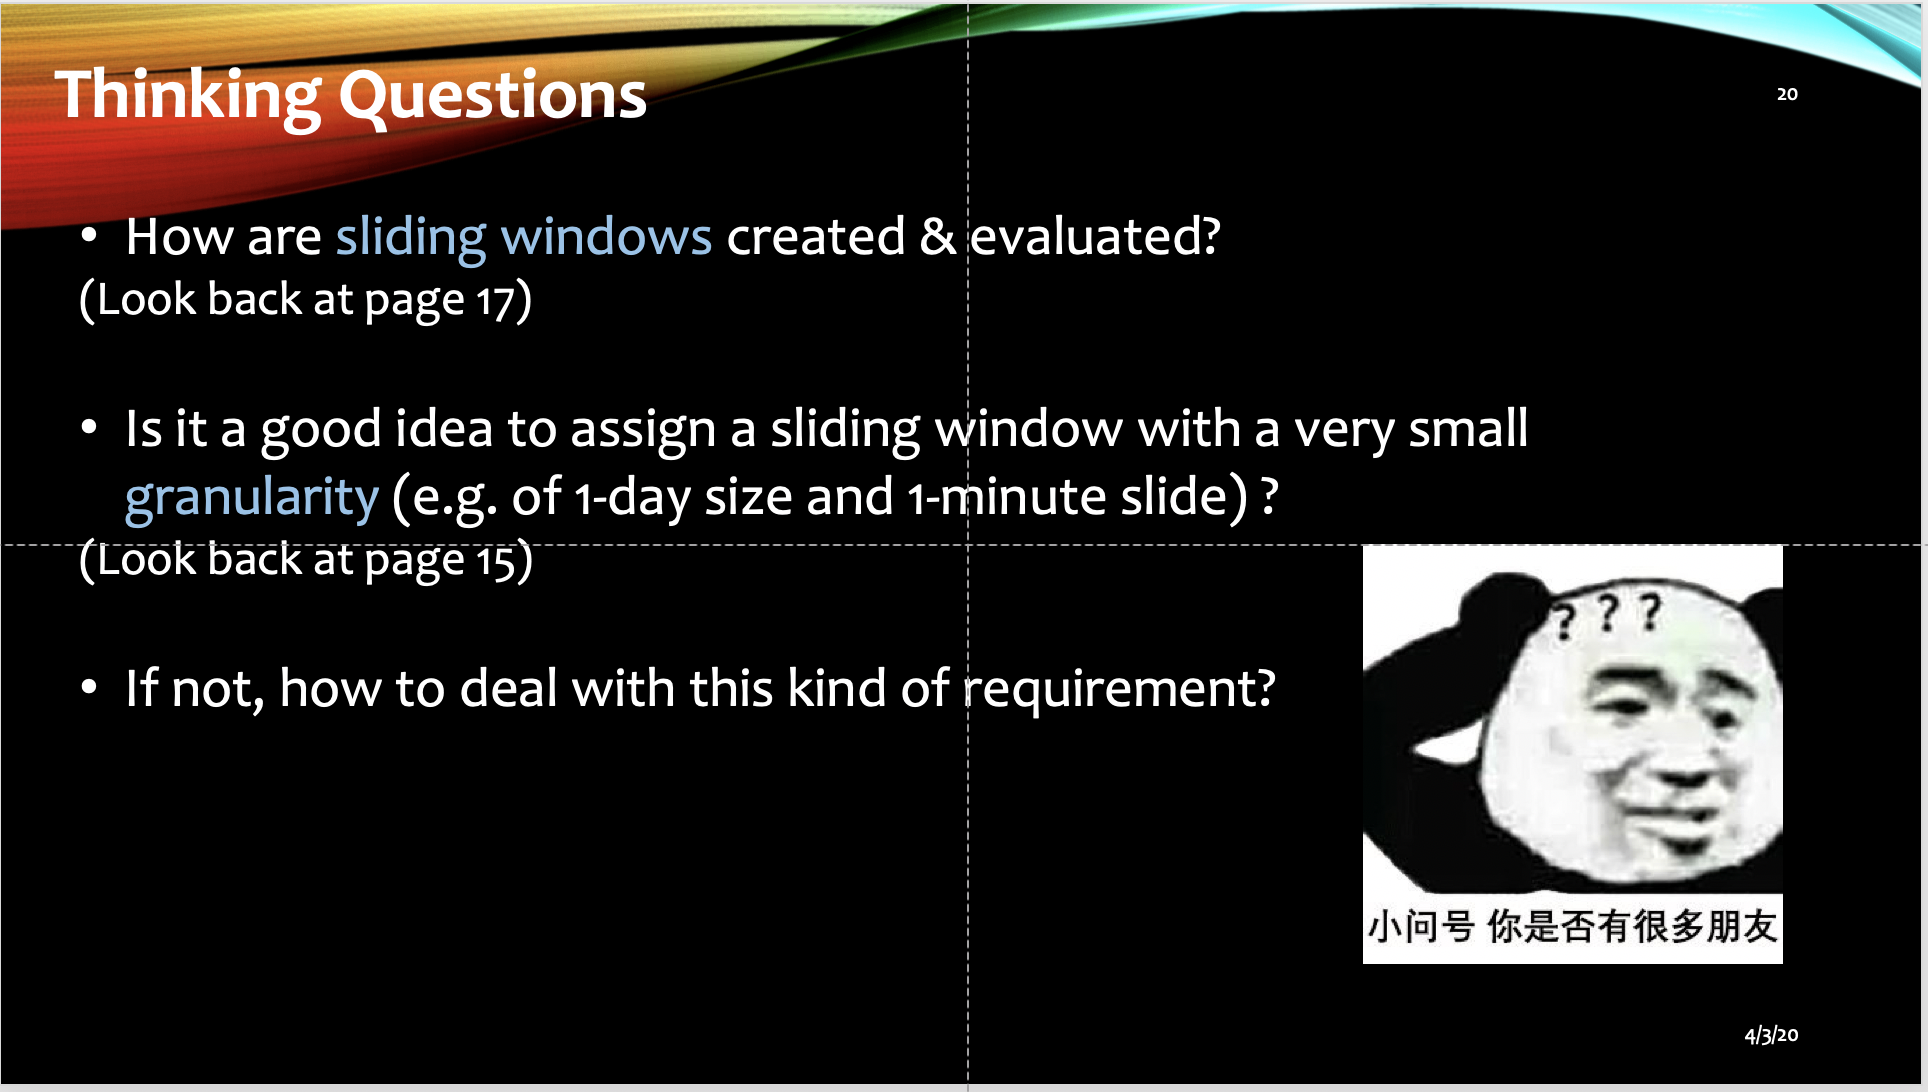 Thinking Questions
20
• How are sliding windows created & evaluated?
(Look back at page 17)
• Is it a good idea to assign a sliding window with a very small
granularity (e.g. of 1-day size and 1-minute slide) ?
(Look back at page 15)
• If not, how to deal with this kind of requirement?
? ? ?
小问号 你是否有很多朋友
4/3/20